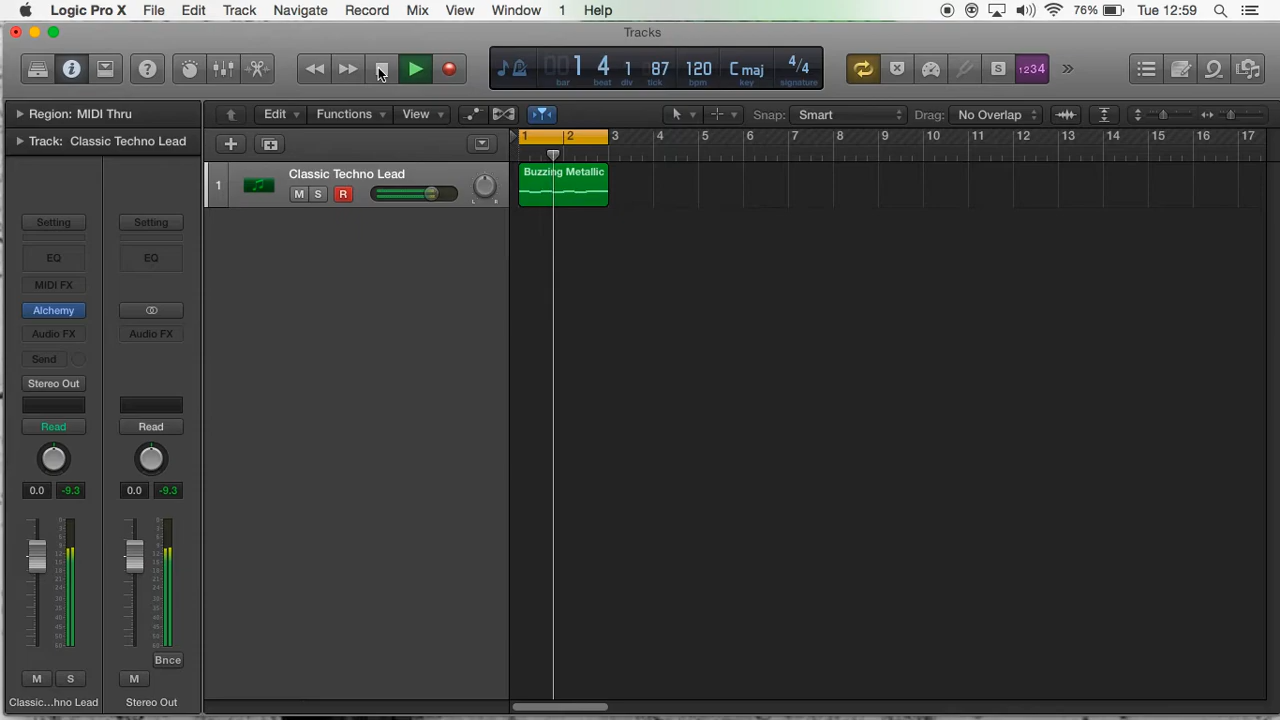 Logic Pro X File Edit Track Navigate Record Mix View Window 1 Help 76% Tue 12:59
Tracks
1 4 1 87 120 C maj 4/4
bar beat div tick bpm key signature
S 1234
Region: MIDI Thru
Edit Functions View Snap: Smart Drag: No Overlap
Track: Classic Techno Lead
1 2 3 4 5 6 7 8 9 10 11 12 13 14 15 16 17
1 Classic Techno Lead
M S R L R
Buzzing Metallic
Setting Setting
EQ EQ
MIDI FX
Alchemy
Audio FX Audio FX
Send
Stereo Out
Read Read
0.0 -9.3 0.0 -9.3
Bnce
M S M
Classic...hno Lead Stereo Out